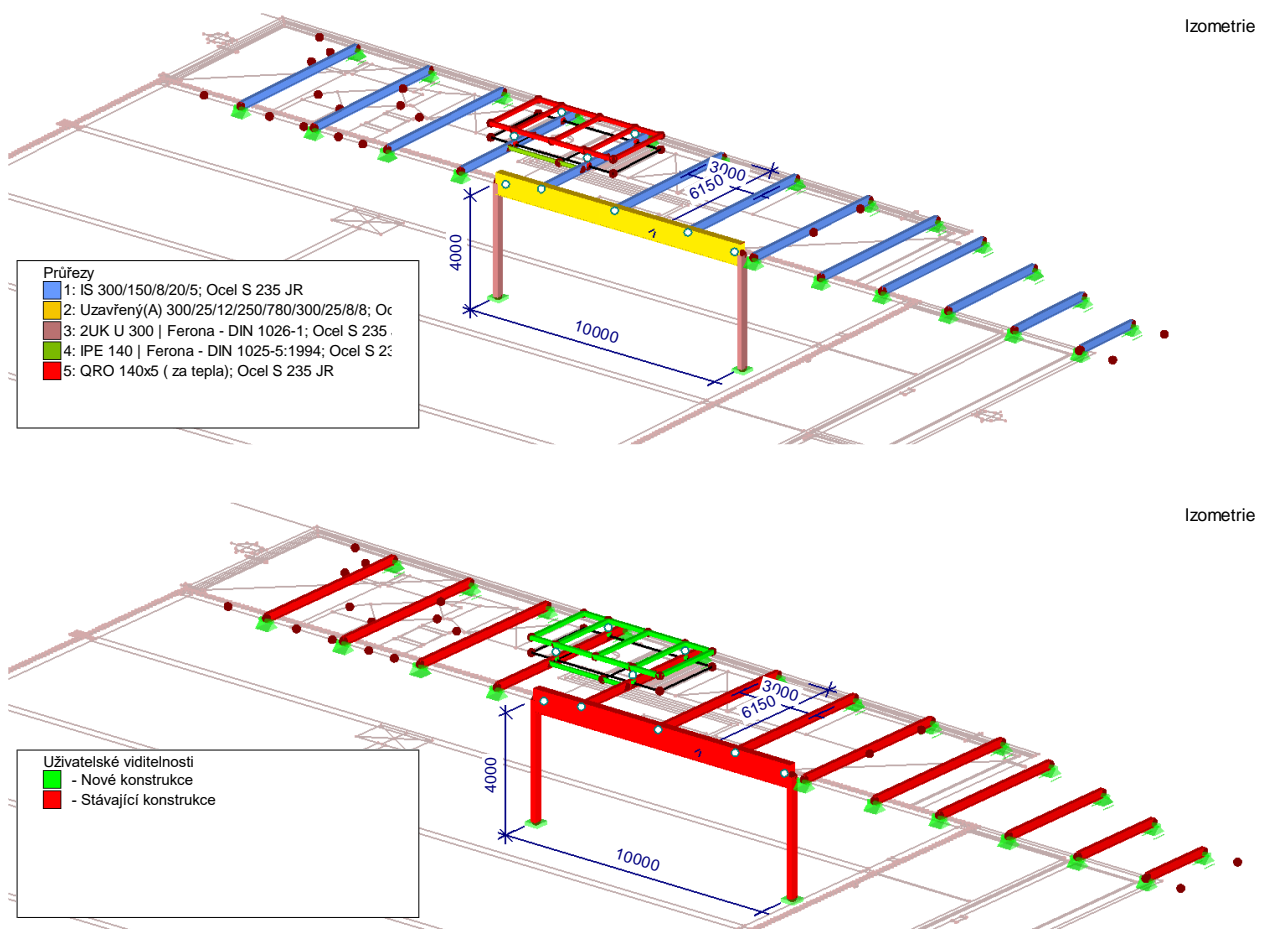 Izometrie
3000
6150
4000
10000
Průřezy
1: IS 300/150/8/20/5; Ocel S 235 JR
2: Uzavřený(A) 300/25/12/250/780/300/25/8/8; Oc
3: 2UK U 300 | Ferona - DIN 1026-1; Ocel S 235
4: IPE 140 | Ferona - DIN 1025-5:1994; Ocel S 23
5: QRO 140x5 ( za tepla); Ocel S 235 JR
Izometrie
3000
6150
4000
10000
Uživatelské viditelnosti
- Nové konstrukce
- Stávající konstrukce